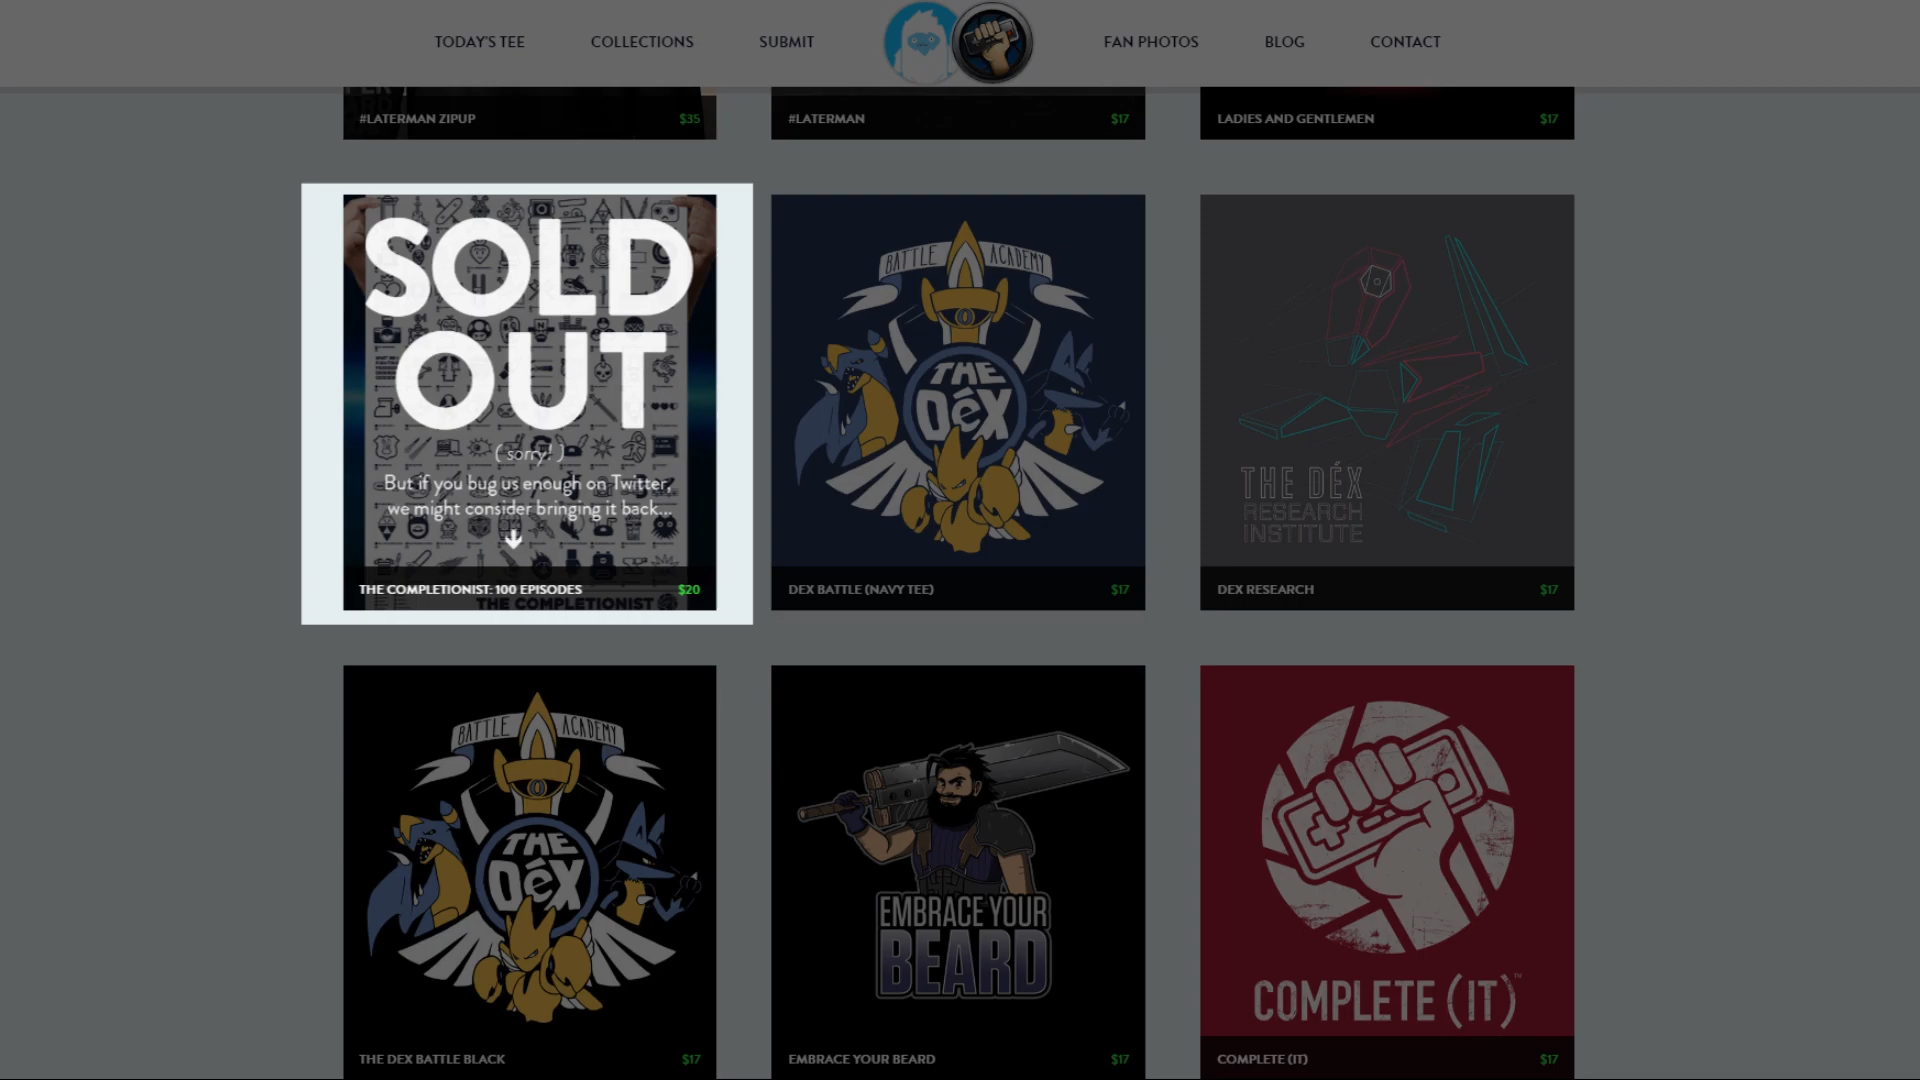 TODAY'S TEE
COLLECTIONS
SUBMIT
FAN PHOTOS
BLOG
CONTACT
#LATERMAN ZIPUP
$35
#LATERMAN
$17
LADIES AND GENTLEMEN
$17
SOLD
OUT
( sorry! )
But if you bug us enough on Twitter,
we might consider bringing it back...
THE COMPLETIONIST
THE COMPLETIONIST: 100 EPISODES
$20
BATTLE ACADEMY
THE
DéX
DEX BATTLE (NAVY TEE)
$17
THE DÉX
RESEARCH
INSTITUTE
DEX RESEARCH
$17
BATTLE ACADEMY
THE
DéX
THE DEX BATTLE BLACK
$17
EMBRACE YOUR
BEARD
EMBRACE YOUR BEARD
$17
COMPLETE (IT)™
COMPLETE (IT)
$17